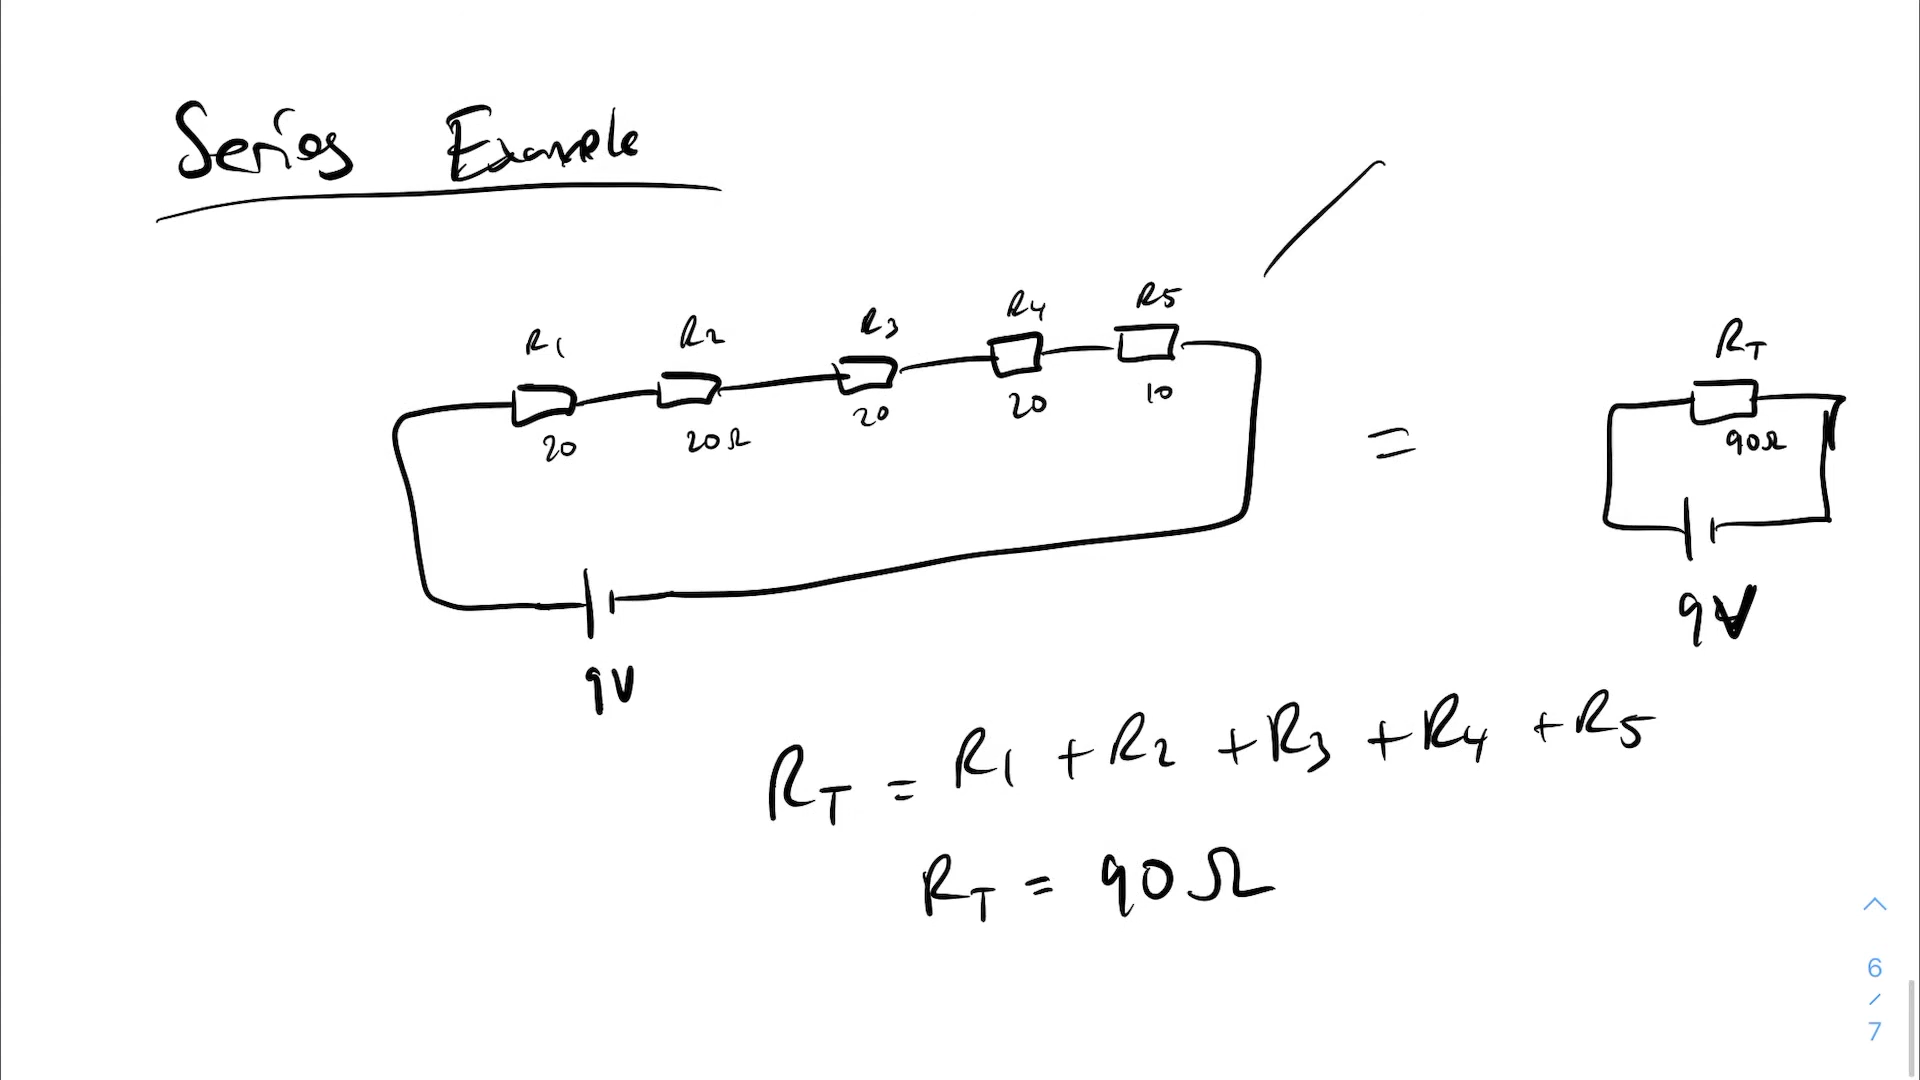 Series Example
R1 R2 R3 R4 R5
20 20Ω 20 20 10
=
RT
90Ω
9V
9V
RT = R1 + R2 + R3 + R4 + R5
RT = 90Ω
6
/
7